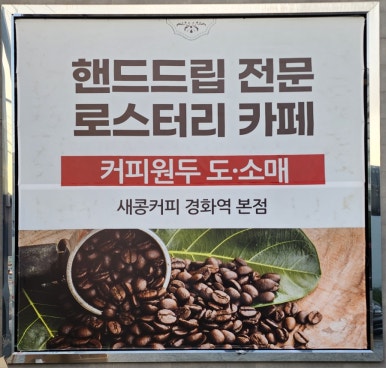 핸드드립 전문
로스터리 카페
커피원두 도·소매
새콩커피 경화역 본점